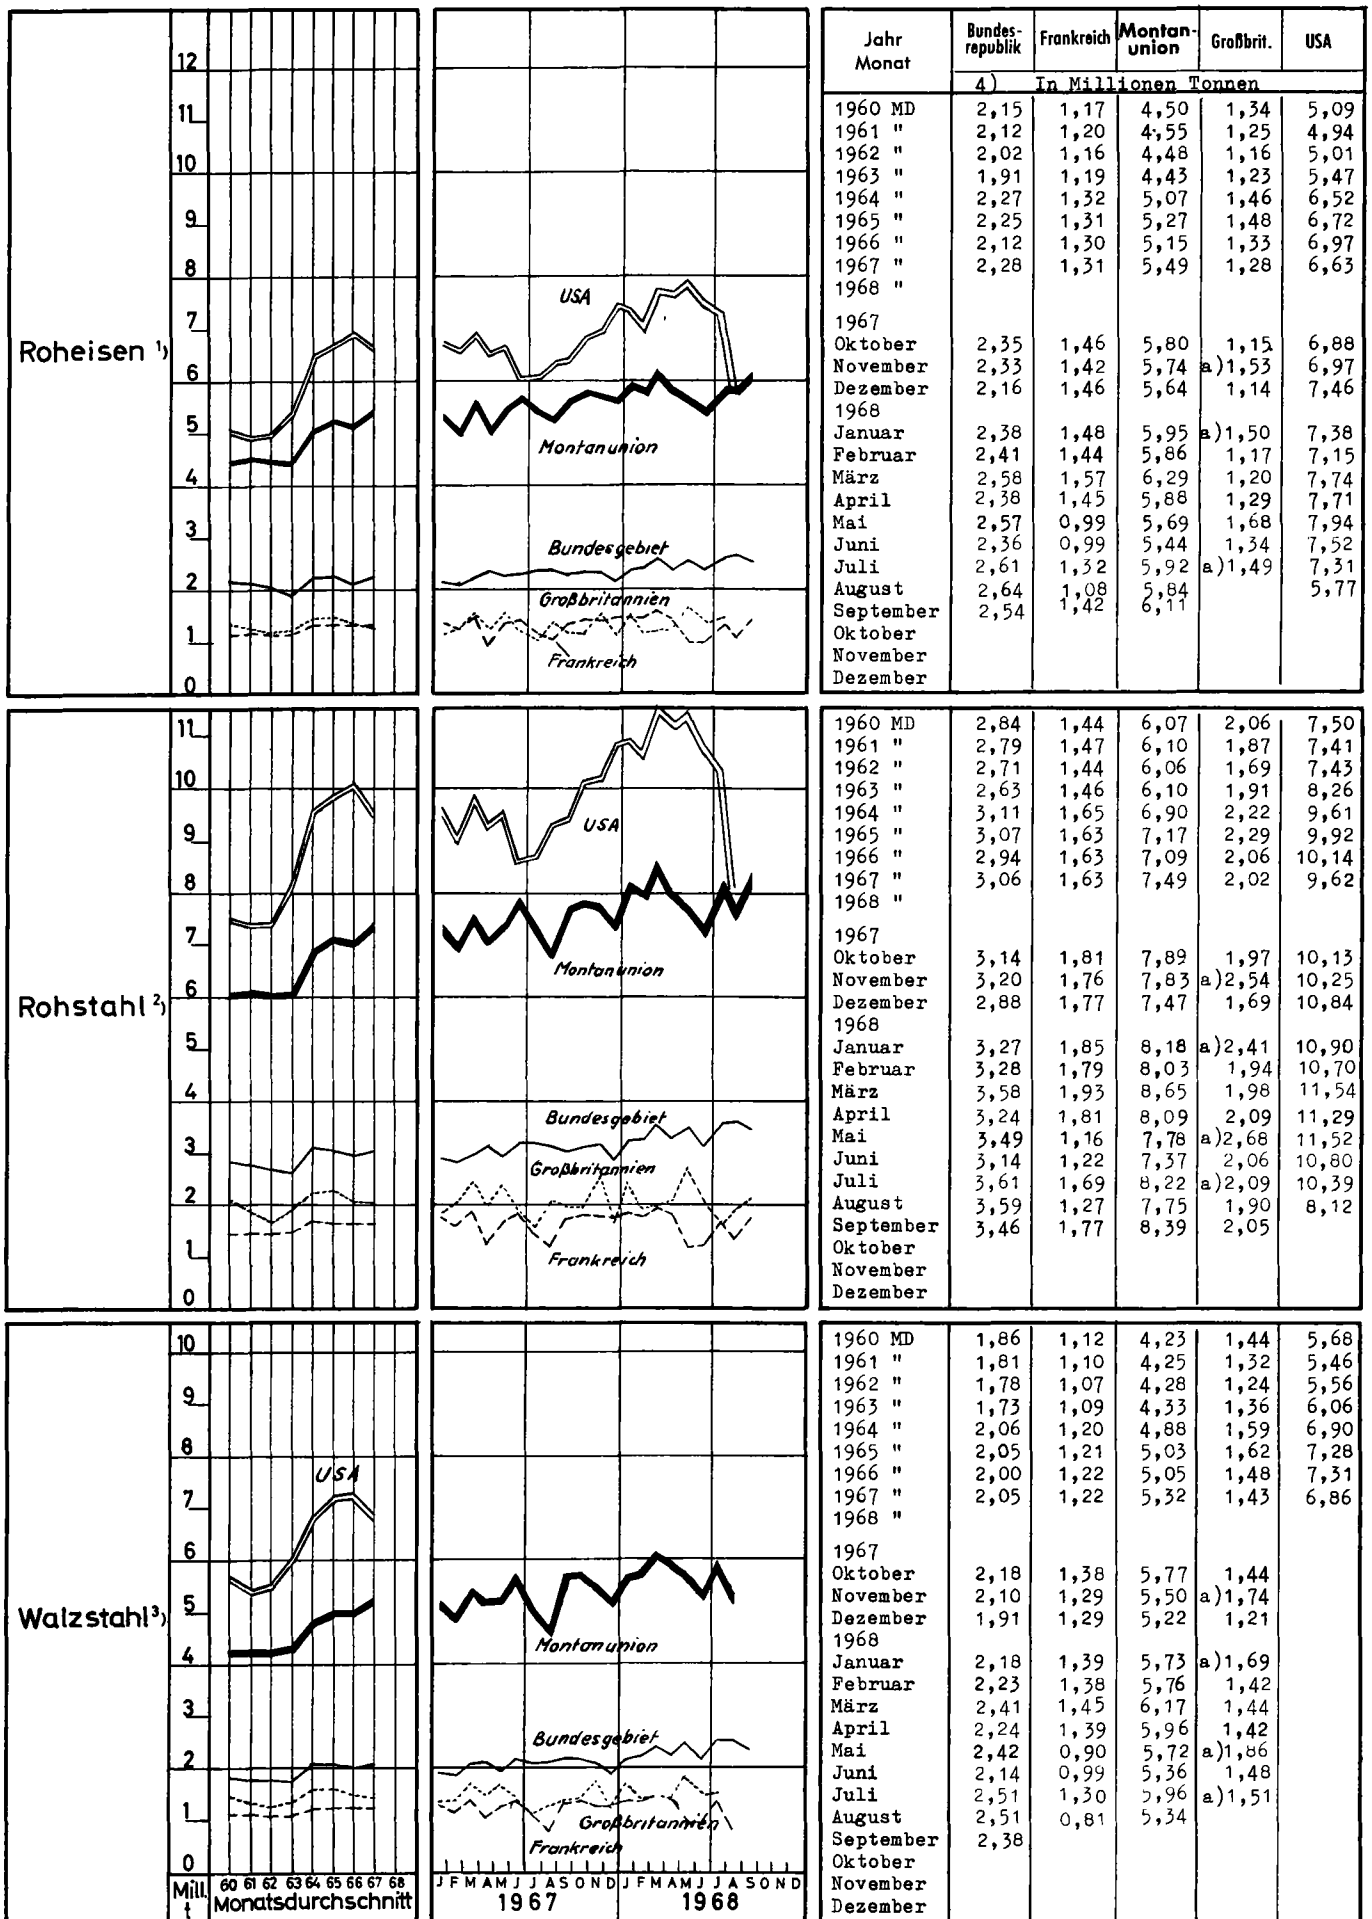 Jahr Monat | Bundes-republik | Frankreich | Montan-union | Großbrit. | USA
4) In Millionen Tonnen
Roheisen ¹)
12
11
10
9
8
7
6
5
4
3
2
1
0
USA
Montanunion
Bundesgebiet
Großbritannien
Frankreich
1960 MD 2,15 1,17 4,50 1,34 5,09
1961 " 2,12 1,20 4,55 1,25 4,94
1962 " 2,02 1,16 4,48 1,16 5,01
1963 " 1,91 1,19 4,43 1,23 5,47
1964 " 2,27 1,32 5,07 1,46 6,52
1965 " 2,25 1,31 5,27 1,48 6,72
1966 " 2,12 1,30 5,15 1,33 6,97
1967 " 2,28 1,31 5,49 1,28 6,63
1968 "
1967
Oktober 2,35 1,46 5,80 1,15 6,88
November 2,33 1,42 5,74 a)1,53 6,97
Dezember 2,16 1,46 5,64 1,14 7,46
1968
Januar 2,38 1,48 5,95 a)1,50 7,38
Februar 2,41 1,44 5,86 1,17 7,15
März 2,58 1,57 6,29 1,20 7,74
April 2,38 1,45 5,88 1,29 7,71
Mai 2,57 0,99 5,69 1,68 7,94
Juni 2,36 0,99 5,44 1,34 7,52
Juli 2,61 1,32 5,92 a)1,49 7,31
August 2,64 1,08 5,84 5,77
September 2,54 1,42 6,11
Oktober
November
Dezember
Rohstahl ²)
11
10
9
8
7
6
5
4
3
2
1
0
USA
Montanunion
Bundesgebiet
Großbritannien
Frankreich
1960 MD 2,84 1,44 6,07 2,06 7,50
1961 " 2,79 1,47 6,10 1,87 7,41
1962 " 2,71 1,44 6,06 1,69 7,43
1963 " 2,63 1,46 6,10 1,91 8,26
1964 " 3,11 1,65 6,90 2,22 9,61
1965 " 3,07 1,63 7,17 2,29 9,92
1966 " 2,94 1,63 7,09 2,06 10,14
1967 " 3,06 1,63 7,49 2,02 9,62
1968 "
1967
Oktober 3,14 1,81 7,89 1,97 10,13
November 3,20 1,76 7,83 a)2,54 10,25
Dezember 2,88 1,77 7,47 1,69 10,84
1968
Januar 3,27 1,85 8,18 a)2,41 10,90
Februar 3,28 1,79 8,03 1,94 10,70
März 3,58 1,93 8,65 1,98 11,54
April 3,24 1,81 8,09 2,09 11,29
Mai 3,49 1,16 7,78 a)2,68 11,52
Juni 3,14 1,22 7,37 2,06 10,80
Juli 3,61 1,69 8,22 a)2,09 10,39
August 3,59 1,27 7,75 1,90 8,12
September 3,46 1,77 8,39 2,05
Oktober
November
Dezember
Walzstahl ³)
10
9
8
7
6
5
4
3
2
1
0
USA
Montanunion
Bundesgebiet
Großbritannien
Frankreich
1960 MD 1,86 1,12 4,23 1,44 5,68
1961 " 1,81 1,10 4,25 1,32 5,46
1962 " 1,78 1,07 4,28 1,24 5,56
1963 " 1,73 1,09 4,33 1,36 6,06
1964 " 2,06 1,20 4,88 1,59 6,90
1965 " 2,05 1,21 5,03 1,62 7,28
1966 " 2,00 1,22 5,05 1,48 7,31
1967 " 2,05 1,22 5,32 1,43 6,86
1968 "
1967
Oktober 2,18 1,38 5,77 1,44
November 2,10 1,29 5,50 a)1,74
Dezember 1,91 1,29 5,22 1,21
1968
Januar 2,18 1,39 5,73 a)1,69
Februar 2,23 1,38 5,76 1,42
März 2,41 1,45 6,17 1,44
April 2,24 1,39 5,96 1,42
Mai 2,42 0,90 5,72 a)1,86
Juni 2,14 0,99 5,36 1,48
Juli 2,51 1,30 5,96 a)1,51
August 2,51 0,81 5,34
September 2,38
Oktober
November
Dezember
Mill. t
60 61 62 63 64 65 66 67 68
Monatsdurchschnitt
J F M A M J J A S O N D J F M A M J J A S O N D
1967 1968